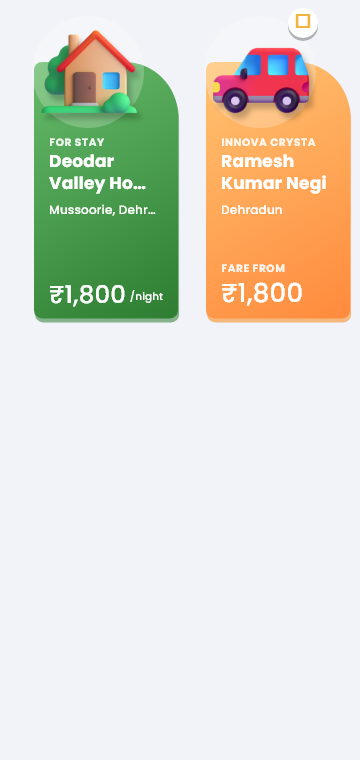 FOR STAY
Deodar
Valley Ho...
Mussoorie, Dehr...
₹1,800 /night
INNOVA CRYSTA
Ramesh
Kumar Negi
Dehradun
FARE FROM
₹1,800